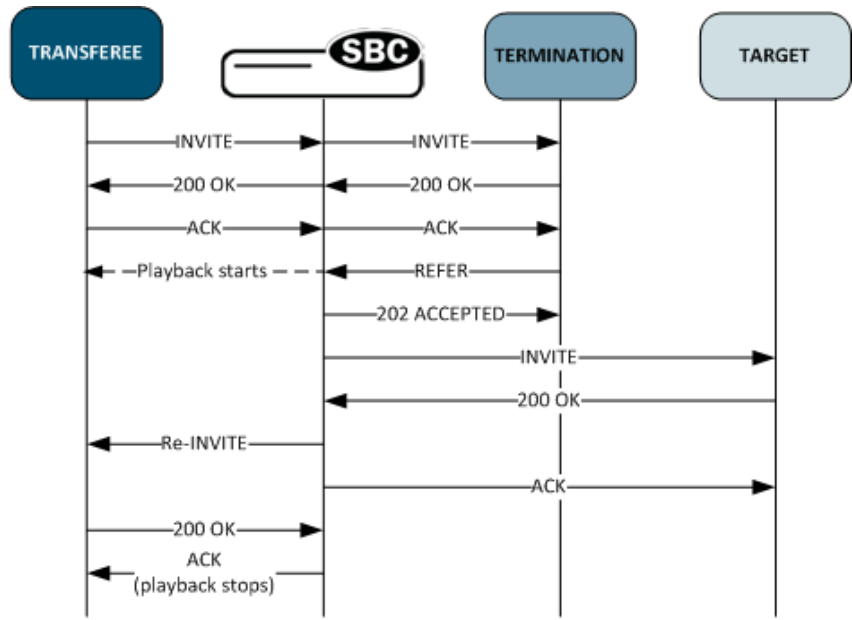 TRANSFEREE
SBC
TERMINATION
TARGET
INVITE
INVITE
200 OK
200 OK
ACK
ACK
Playback starts
REFER
202 ACCEPTED
INVITE
200 OK
Re-INVITE
ACK
200 OK
ACK
(playback stops)